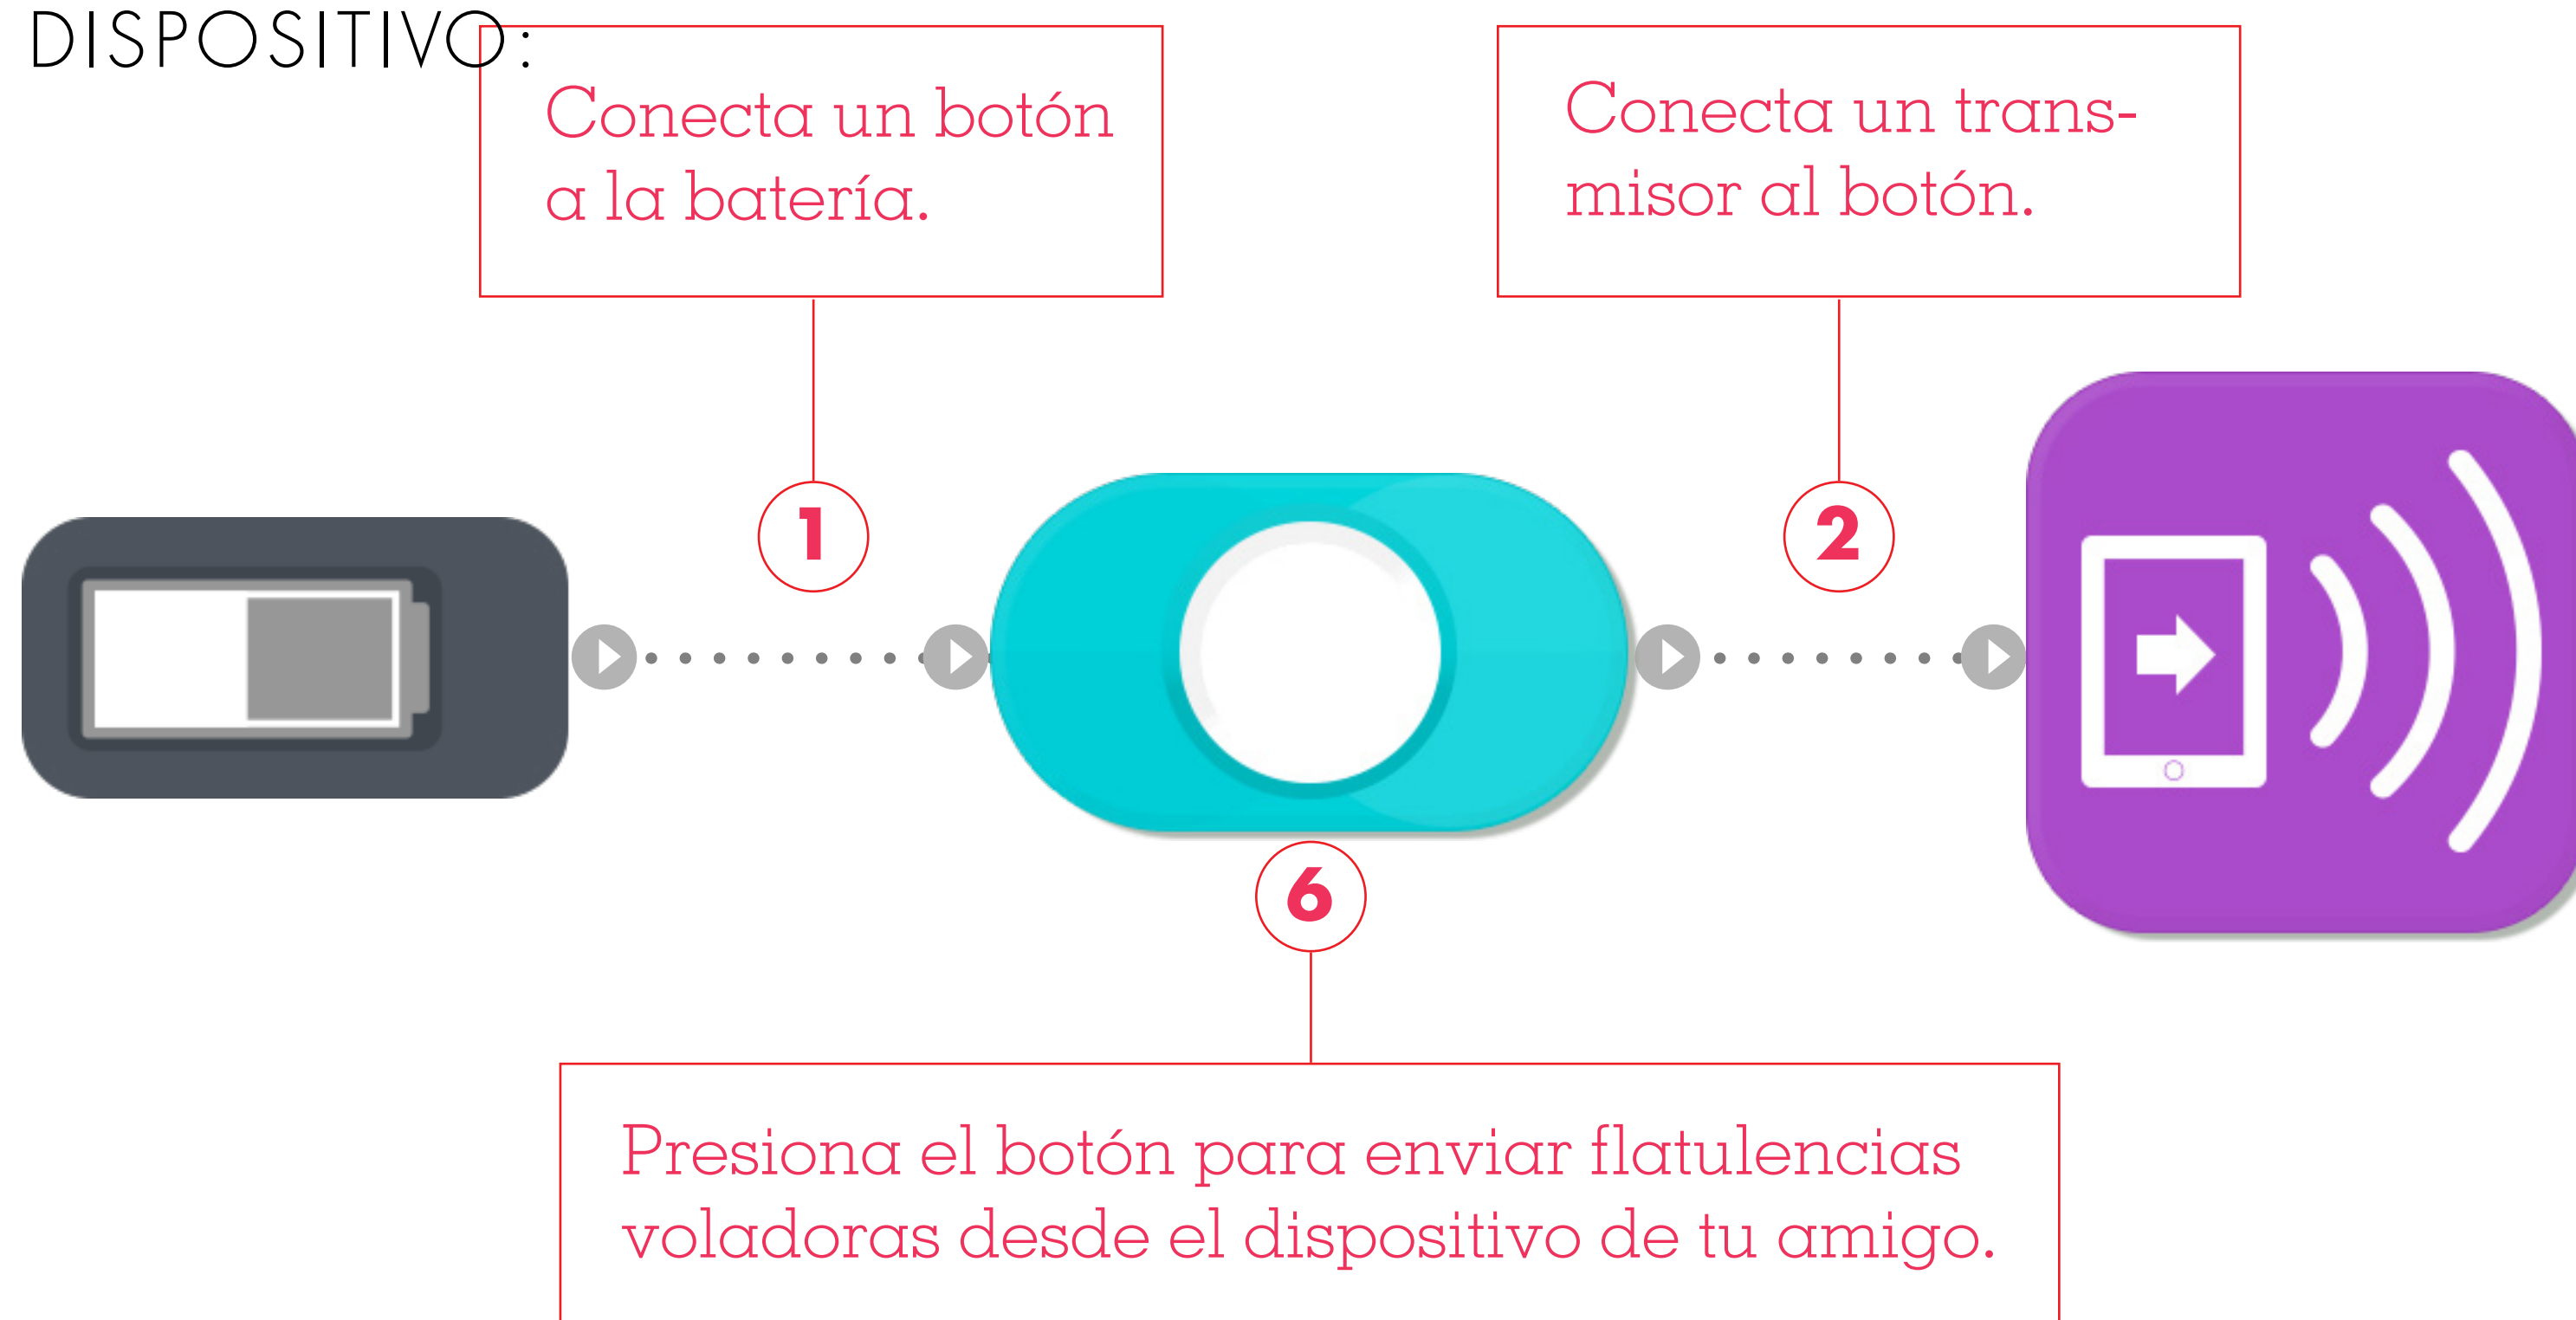 DISPOSITIVO:
Conecta un botón
a la batería.
Conecta un trans-
misor al botón.
1
2
6
Presiona el botón para enviar flatulencias
voladoras desde el dispositivo de tu amigo.